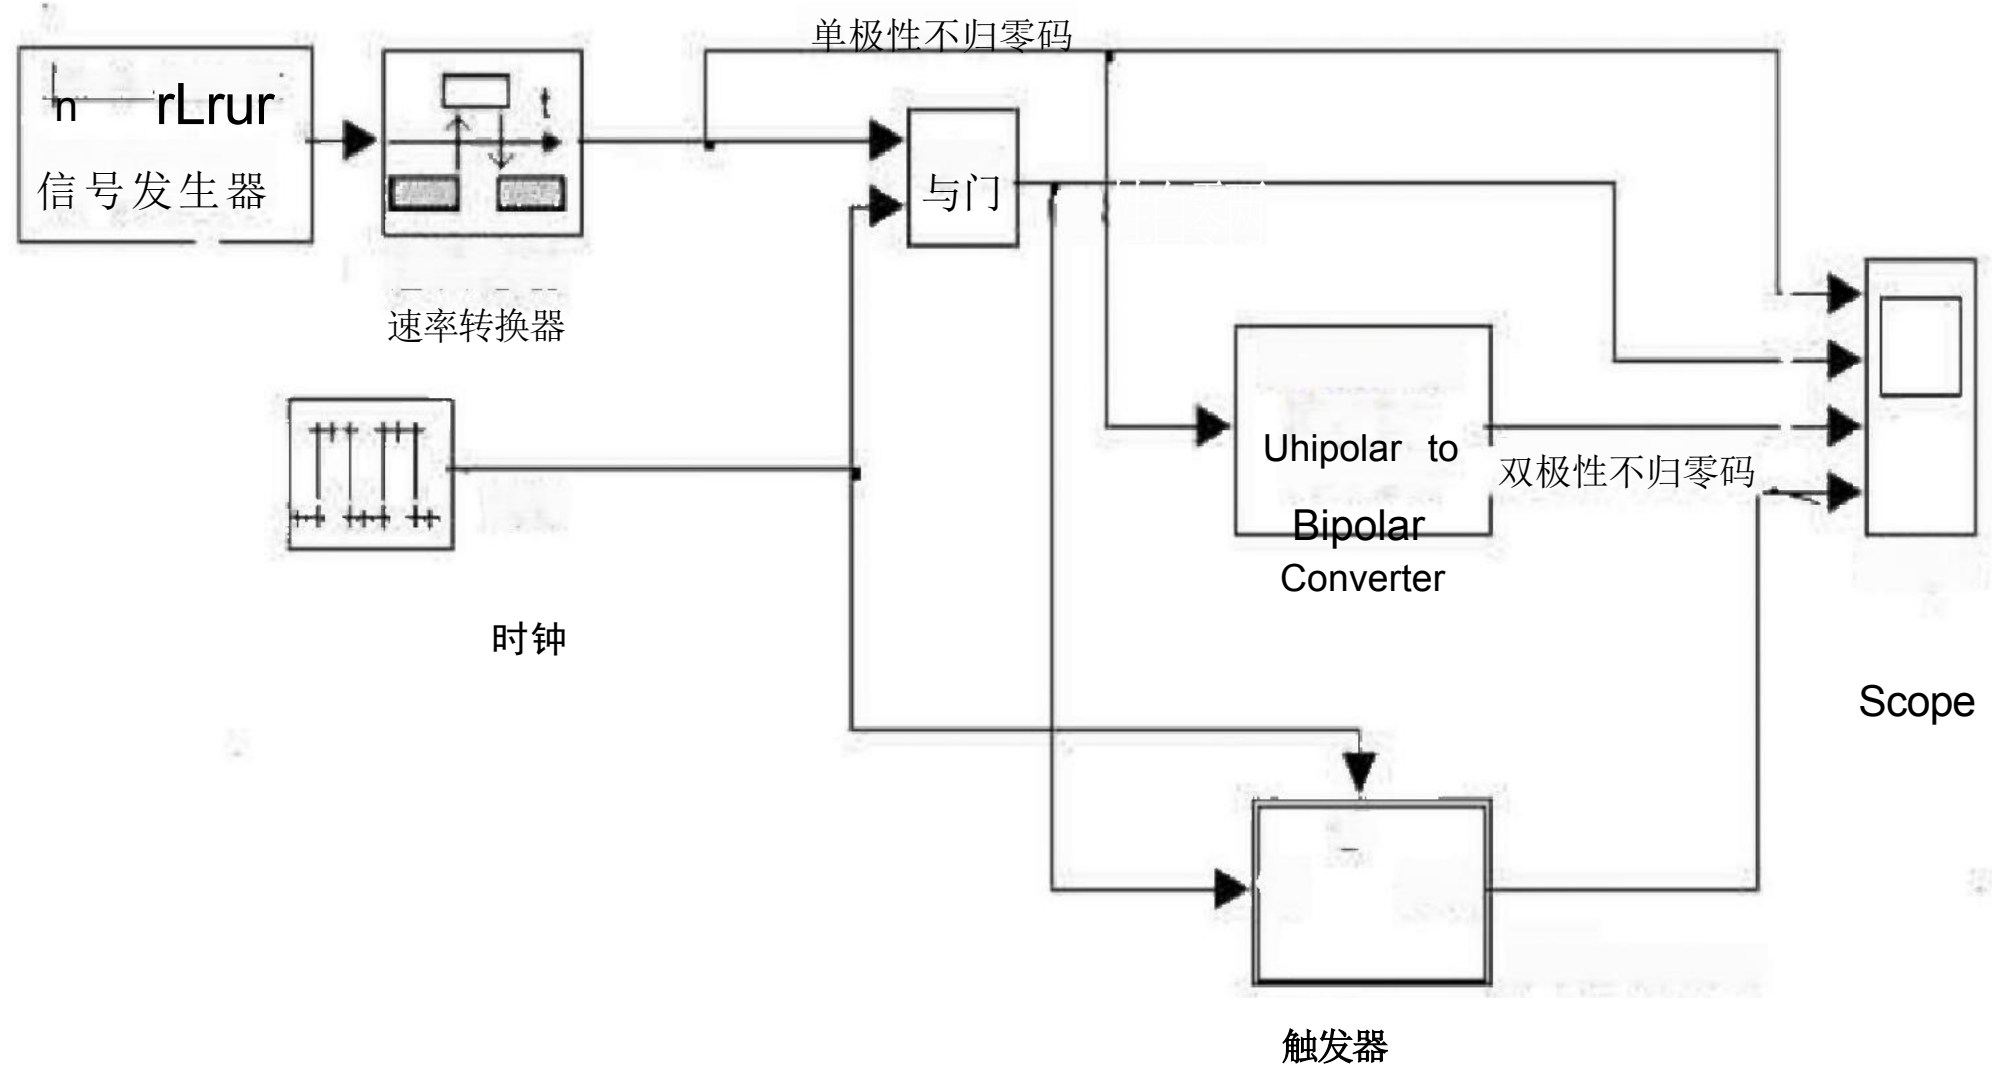 单极性不归零码
n rLrur
t
信号发生器
与门
速率转换器
Uhipolar to
双极性不归零码
Bipolar
Converter
时钟
Scope
触发器